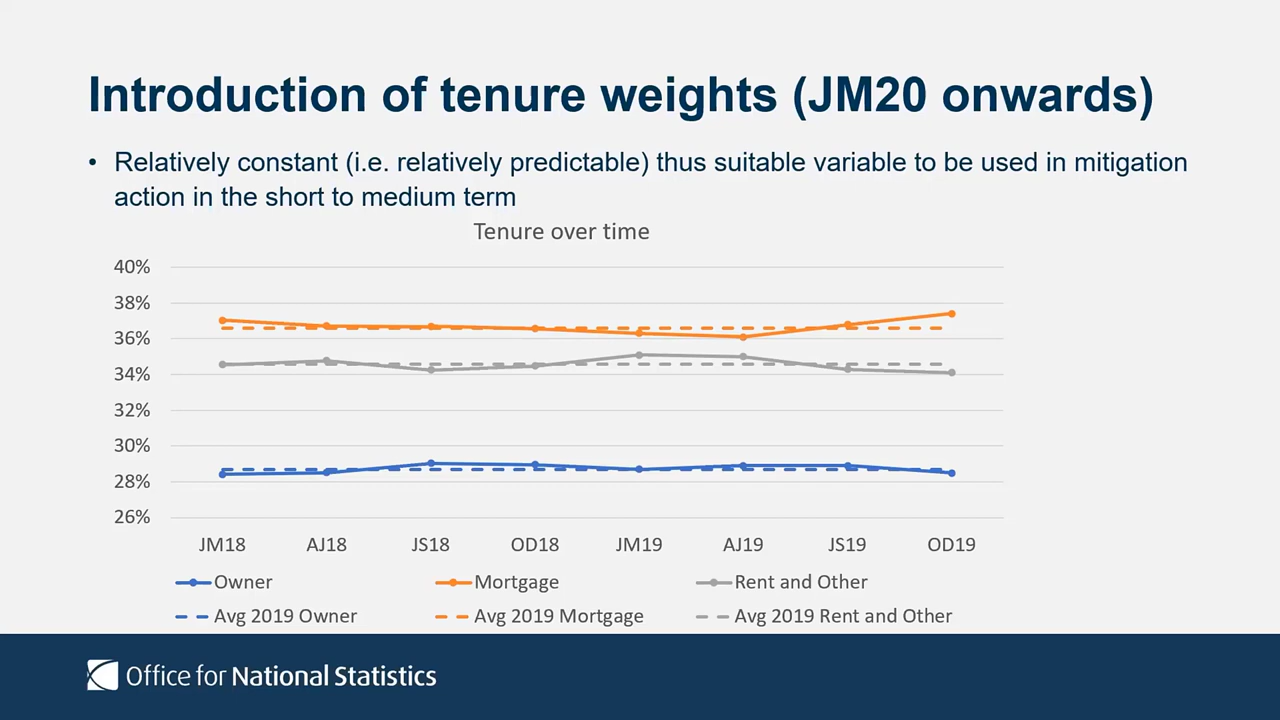 Introduction of tenure weights (JM20 onwards)
• Relatively constant (i.e. relatively predictable) thus suitable variable to be used in mitigation
action in the short to medium term
Tenure over time
40%
38%
36%
34%
32%
30%
28%
26%
JM18 AJ18 JS18 OD18 JM19 AJ19 JS19 OD19
Owner Mortgage Rent and Other
Avg 2019 Owner Avg 2019 Mortgage Avg 2019 Rent and Other
Office for National Statistics